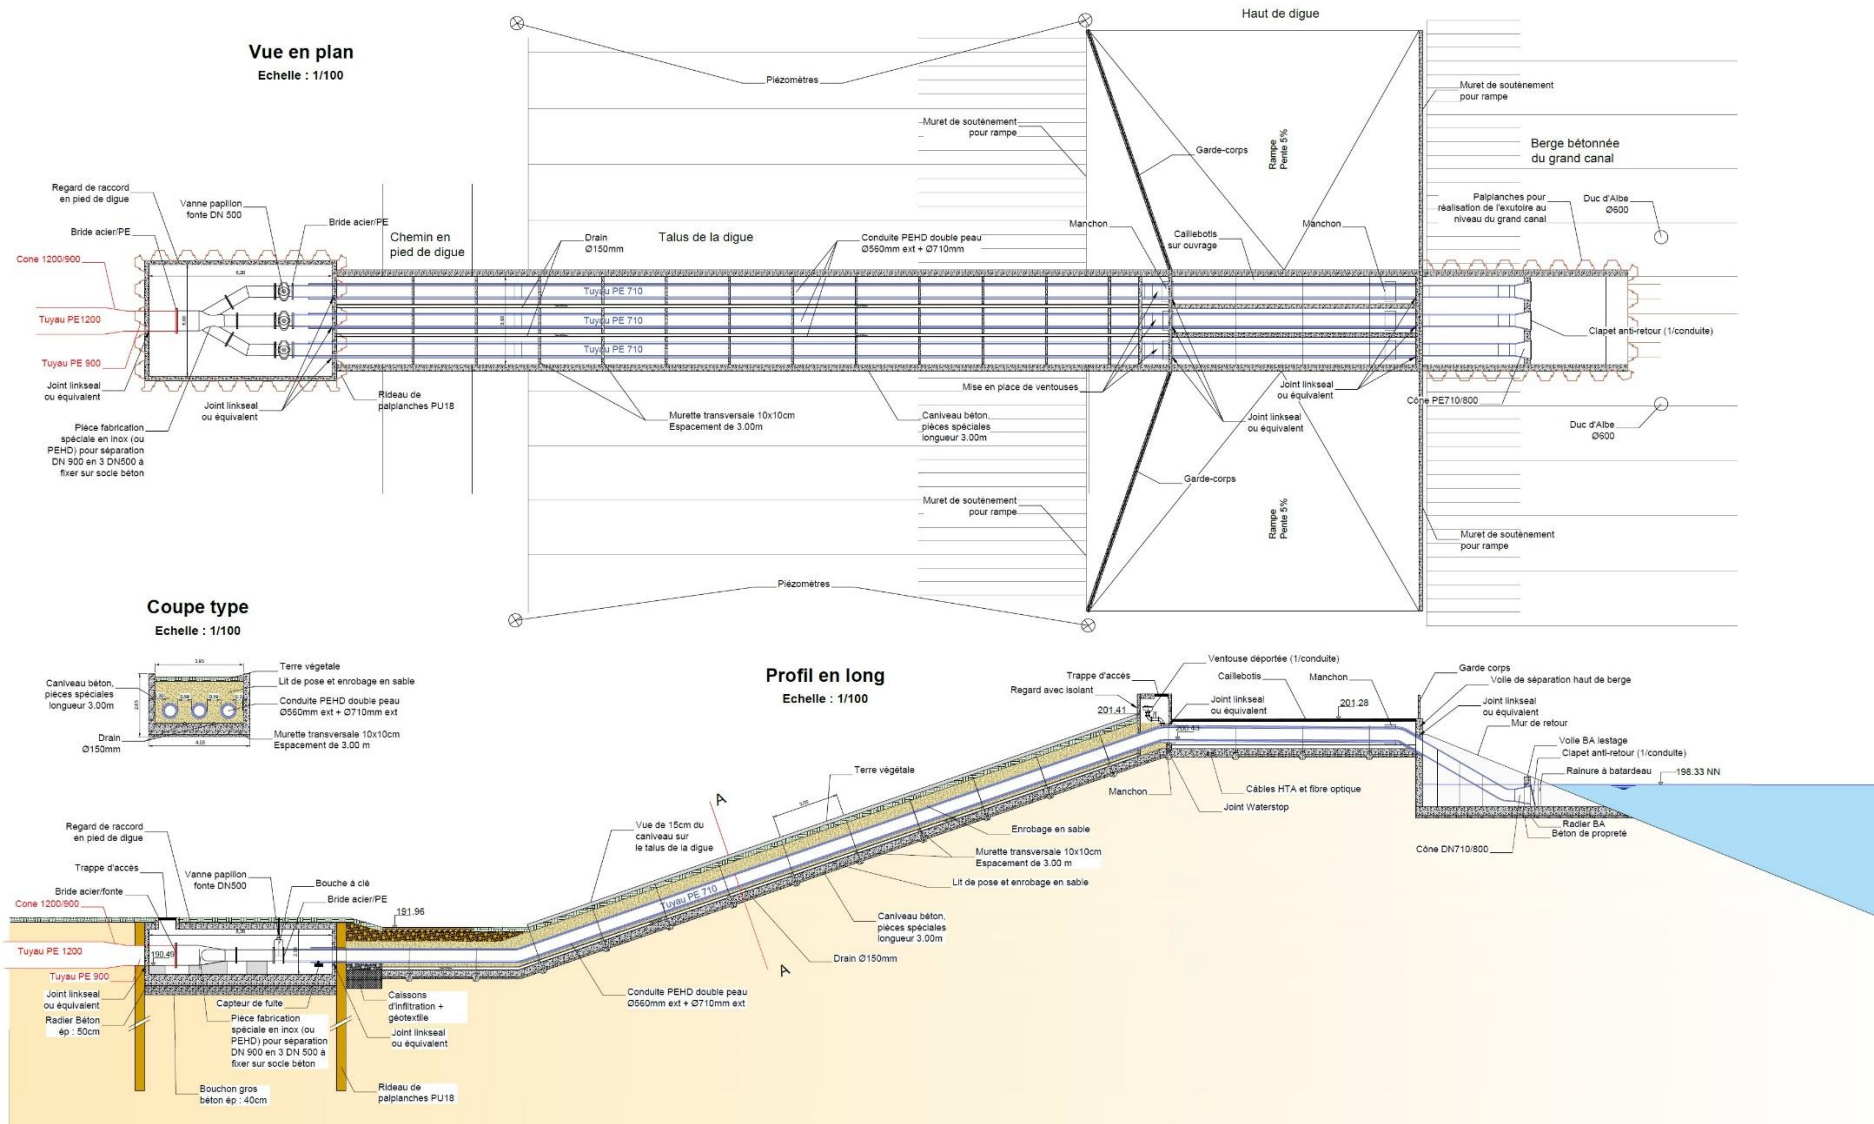 Vue en plan
Echelle : 1/100
Haut de digue
Piézomètres
Muret de soutènement
pour rampe
Muret de soutènement
pour rampe
Garde-corps
Rampe
Pente 5%
Berge bétonnée
du grand canal
Regard de raccord
en pied de digue
Vanne papillon
fonte DN 500
Bride acier/PE
Bride acier/PE
Chemin en
pied de digue
Drain
Ø150mm
Talus de la digue
Conduite PEHD double peau
Ø560mm ext + Ø710mm
Manchon
Caillebotis
sur ouvrage
Manchon
Palplanches pour
réalisation de l'exutoire au
niveau du grand canal
Duc d'Albe
Ø600
Cone 1200/900
Tuyau PE1200
Tuyau PE 900
Tuyau PE 710
Tuyau PE 710
Tuyau PE 710
Clapet anti-retour (1/conduite)
Joint linkseal
ou équivalent
Joint linkseal
ou équivalent
Rideau de
palplanches PU18
Mise en place de ventouses
Joint linkseal
ou équivalent
Cône PE710/800
Duc d'Albe
Ø600
Pièce fabrication
spéciale en inox (ou
PEHD) pour séparation
DN 900 en 3 DN500 à
fixer sur socle béton
Murette transversale 10x10cm
Espacement de 3.00m
Caniveau béton,
pièces spéciales
longueur 3.00m
Joint linkseal
ou équivalent
Garde-corps
Muret de soutènement
pour rampe
Rampe
Pente 5%
Muret de soutènement
pour rampe
Piézomètres
Coupe type
Echelle : 1/100
Terre végétale
Lit de pose et enrobage en sable
Caniveau béton,
pièces spéciales
longueur 3.00m
Conduite PEHD double peau
Ø560mm ext + Ø710mm ext
Drain
Ø150mm
Murette transversale 10x10cm
Espacement de 3.00 m
Profil en long
Echelle : 1/100
Ventouse déportée (1/conduite)
Trappe d'accès
Caillebotis
Manchon
Regard avec isolant
Joint linkseal
ou équivalent
201.41
201.28
200.43
Garde corps
Voile de séparation haut de berge
Joint linkseal
ou équivalent
Mur de retour
Voile BA lestage
Clapet anti-retour (1/conduite)
Rainure à batardeau
198.33 NN
Terre végétale
Manchon
Câbles HTA et fibre optique
Joint Waterstop
Radier BA
Béton de propreté
Cône DN710/800
A
Vue de 15cm du
caniveau sur
le talus de la digue
Enrobage en sable
Murette transversale 10x10cm
Espacement de 3.00 m
Lit de pose et enrobage en sable
Tuyau PE 710
Caniveau béton,
pièces spéciales
longueur 3.00m
Drain Ø150mm
A
Conduite PEHD double peau
Ø560mm ext + Ø710mm ext
Regard de raccord
en pied de digue
Trappe d'accès
Vanne papillon
fonte DN500
Bouche à clé
Bride acier/fonte
Bride acier/PE
Cone 1200/900
191.96
Tuyau PE 1200
190.49
Tuyau PE 900
Joint linkseal
ou équivalent
Capteur de fuite
Caissons
d'infiltration +
géotextile
Radier Béton
ép : 50cm
Pièce fabrication
spéciale en inox (ou
PEHD) pour séparation
DN 900 en 3 DN 500 à
fixer sur socle béton
Joint linkseal
ou équivalent
Bouchon gros
béton ép : 40cm
Rideau de
palplanches PU18